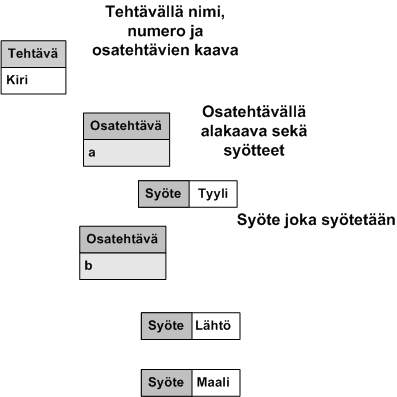 Tehtävällä nimi,
numero ja
osatehtävien kaava
Tehtävä
Kiri
Osatehtävä
a
Osatehtävällä
alakaava sekä
syötteet
Syöte Tyyli
Syöte joka syötetään
Osatehtävä
b
Syöte Lähtö
Syöte Maali